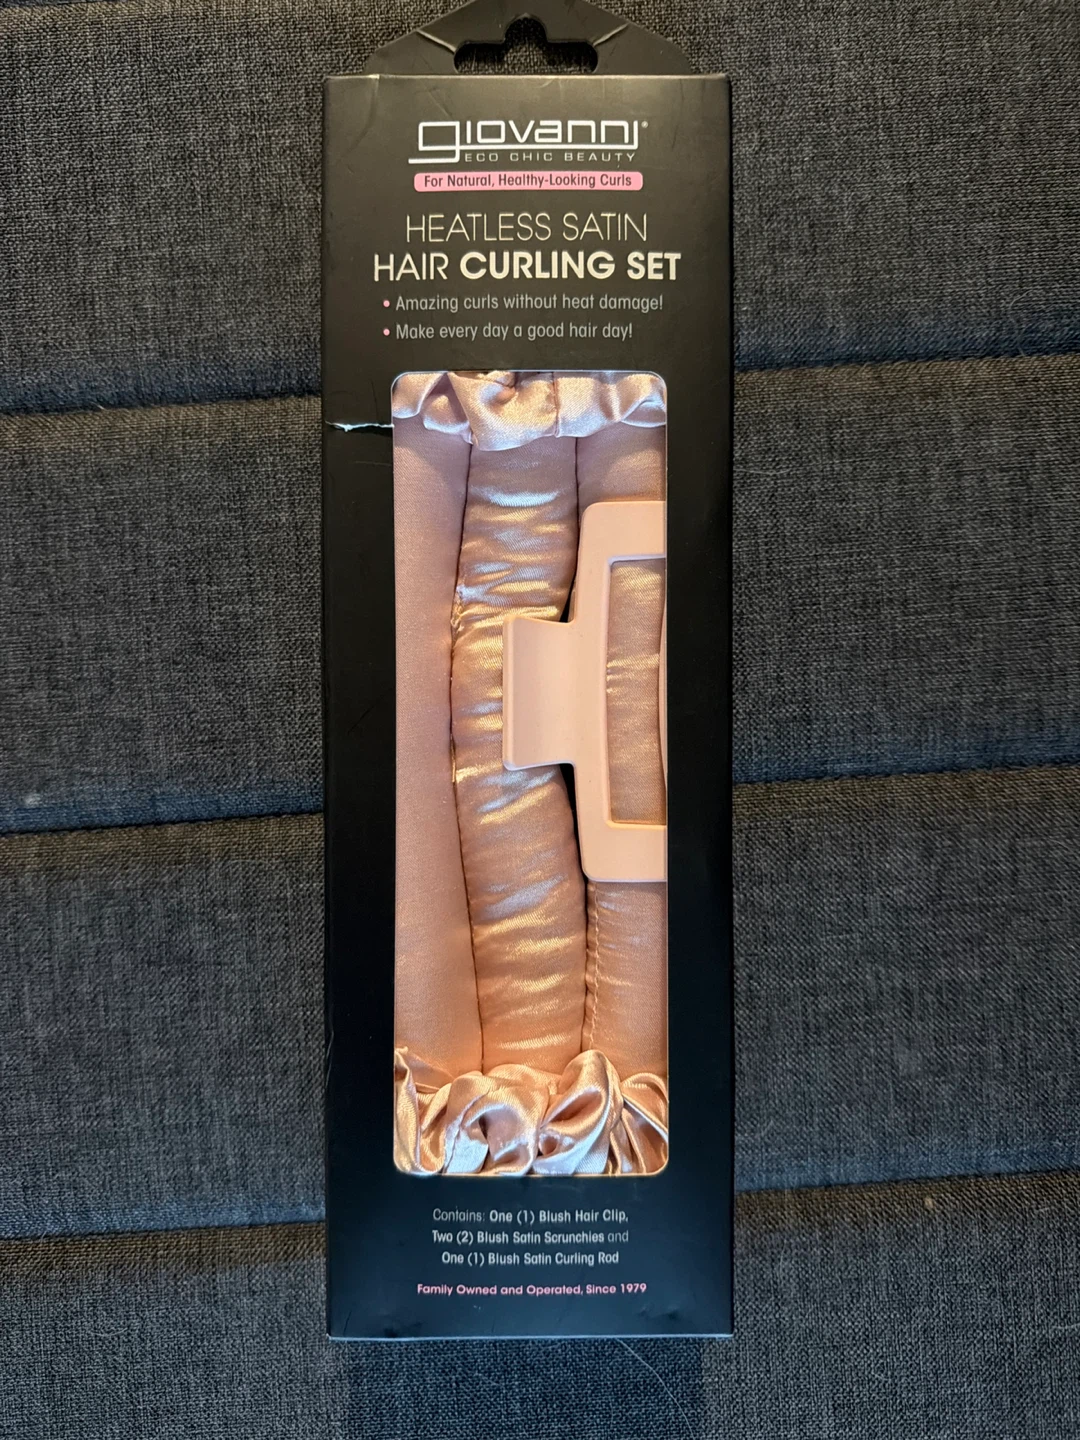 giovanni®
ECO CHIC BEAUTY
For Natural, Healthy-Looking Curls
HEATLESS SATIN
HAIR CURLING SET
• Amazing curls without heat damage!
• Make every day a good hair day!
Contains: One (1) Blush Hair Clip,
Two (2) Blush Satin Scrunchies and
One (1) Blush Satin Curling Rod
Family Owned and Operated, Since 1979